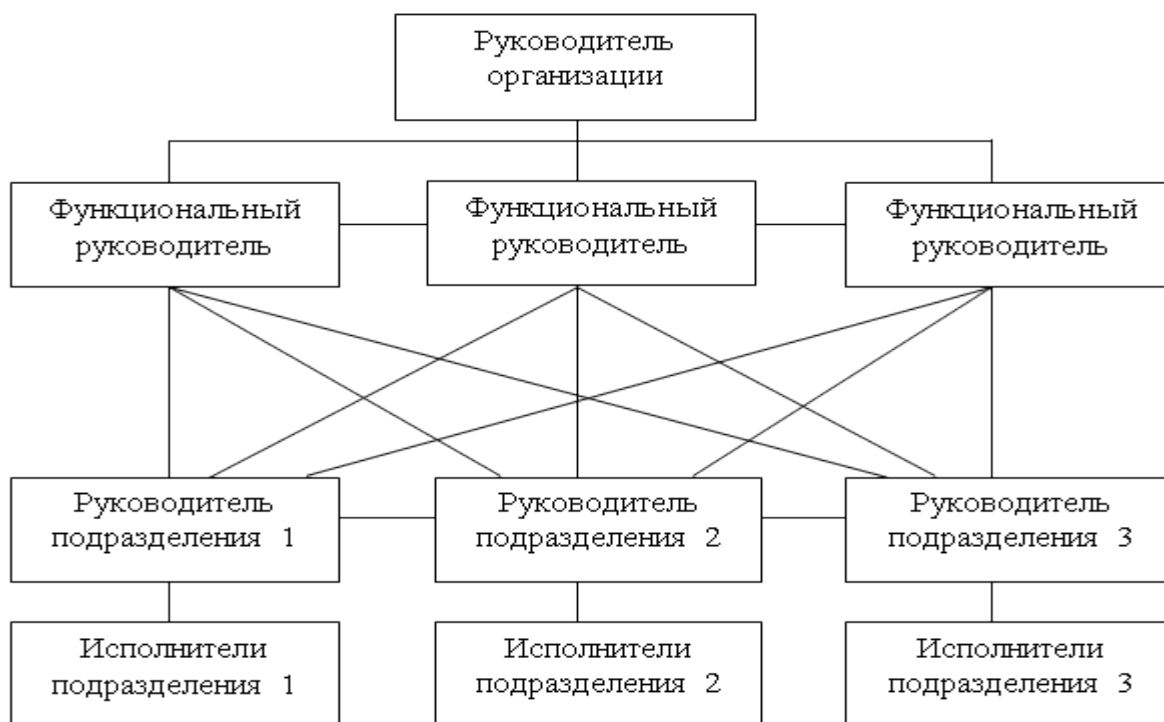 Руководитель
организации
Функциональный
руководитель
Функциональный
руководитель
Функциональный
руководитель
Руководитель
подразделения 1
Руководитель
подразделения 2
Руководитель
подразделения 3
Исполнители
подразделения 1
Исполнители
подразделения 2
Исполнители
подразделения 3